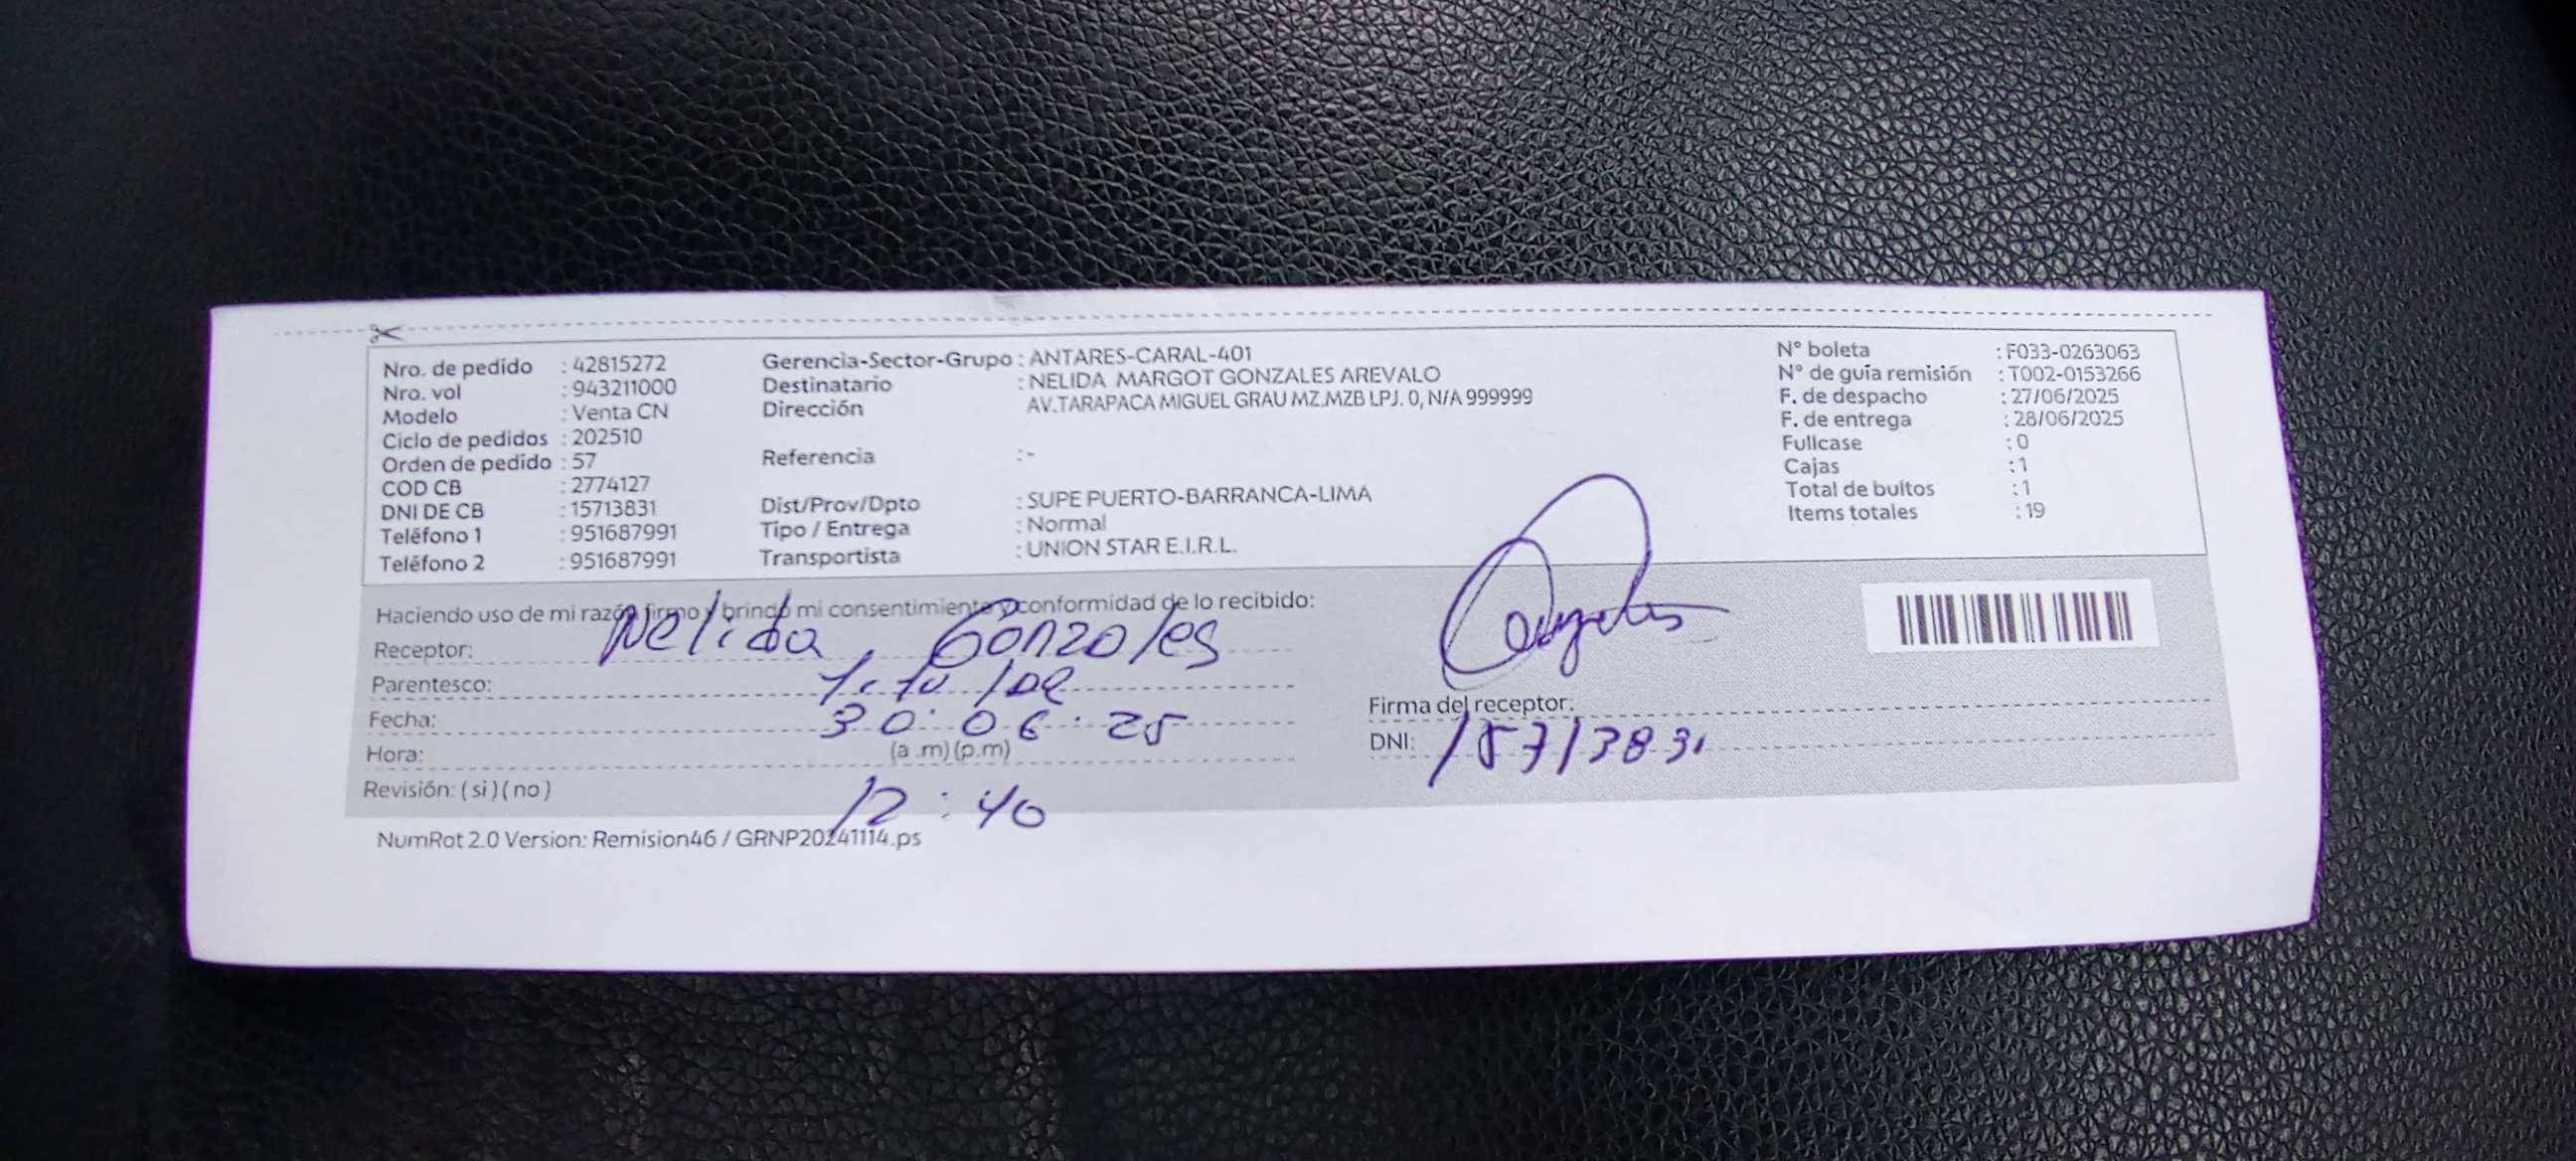 Nro. de pedido : 42815272
Nro. vol : 943211000
Modelo : Venta CN
Ciclo de pedidos : 202510
Orden de pedido : 57
COD CB : 2774127
DNI DE CB : 15713831
Teléfono 1 : 951687991
Teléfono 2 : 951687991
Gerencia-Sector-Grupo : ANTARES-CARAL-401
Destinatario : NELIDA MARGOT GONZALES AREVALO
Dirección AV.TARAPACA MIGUEL GRAU MZ.MZB LPJ. 0, N/A 999999
Referencia :-
Dist/Prov/Dpto : SUPE PUERTO-BARRANCA-LIMA
Tipo / Entrega : Normal
Transportista : UNION STAR E.I.R.L.
N° boleta : F033-0263063
N° de guía remisión : T002-0153266
F. de despacho : 27/06/2025
F. de entrega : 28/06/2025
Fullcase : 0
Cajas : 1
Total de bultos : 1
Items totales : 19
Haciendo uso de mi razón firmo y brindo mi consentimiento y conformidad de lo recibido:
Receptor: Nelida Gonzales
Parentesco:
Fecha: 30 06 25
Hora: (a .m) (p.m)
12:40
Revisión: ( si ) ( no )
Firma del receptor:
DNI: 15713831
NumRot 2.0 Version: Remision46 / GRNP20241114.ps